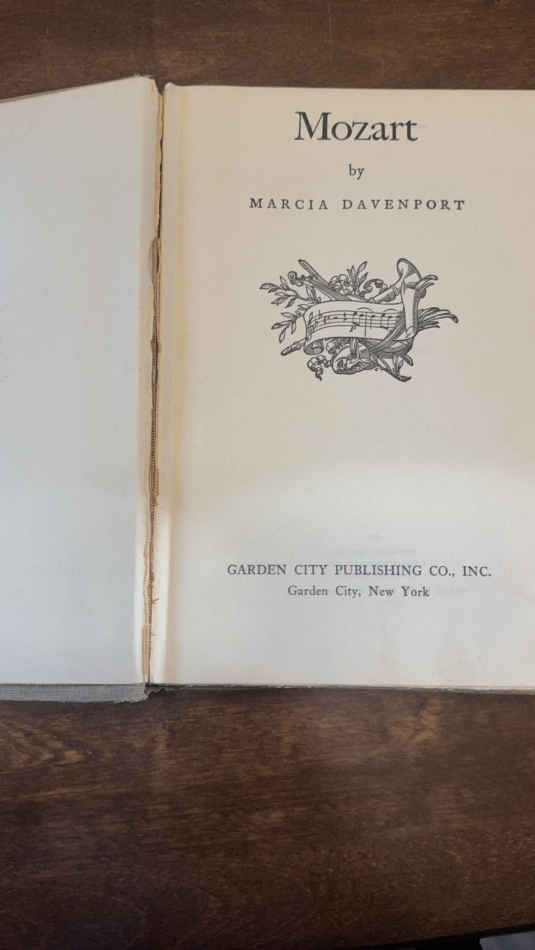 Mozart
by
MARCIA DAVENPORT
GARDEN CITY PUBLISHING CO., INC.
Garden City, New York